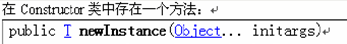 在 Constructor 类中存在一个方法：
public T newInstance(Object... initargs)